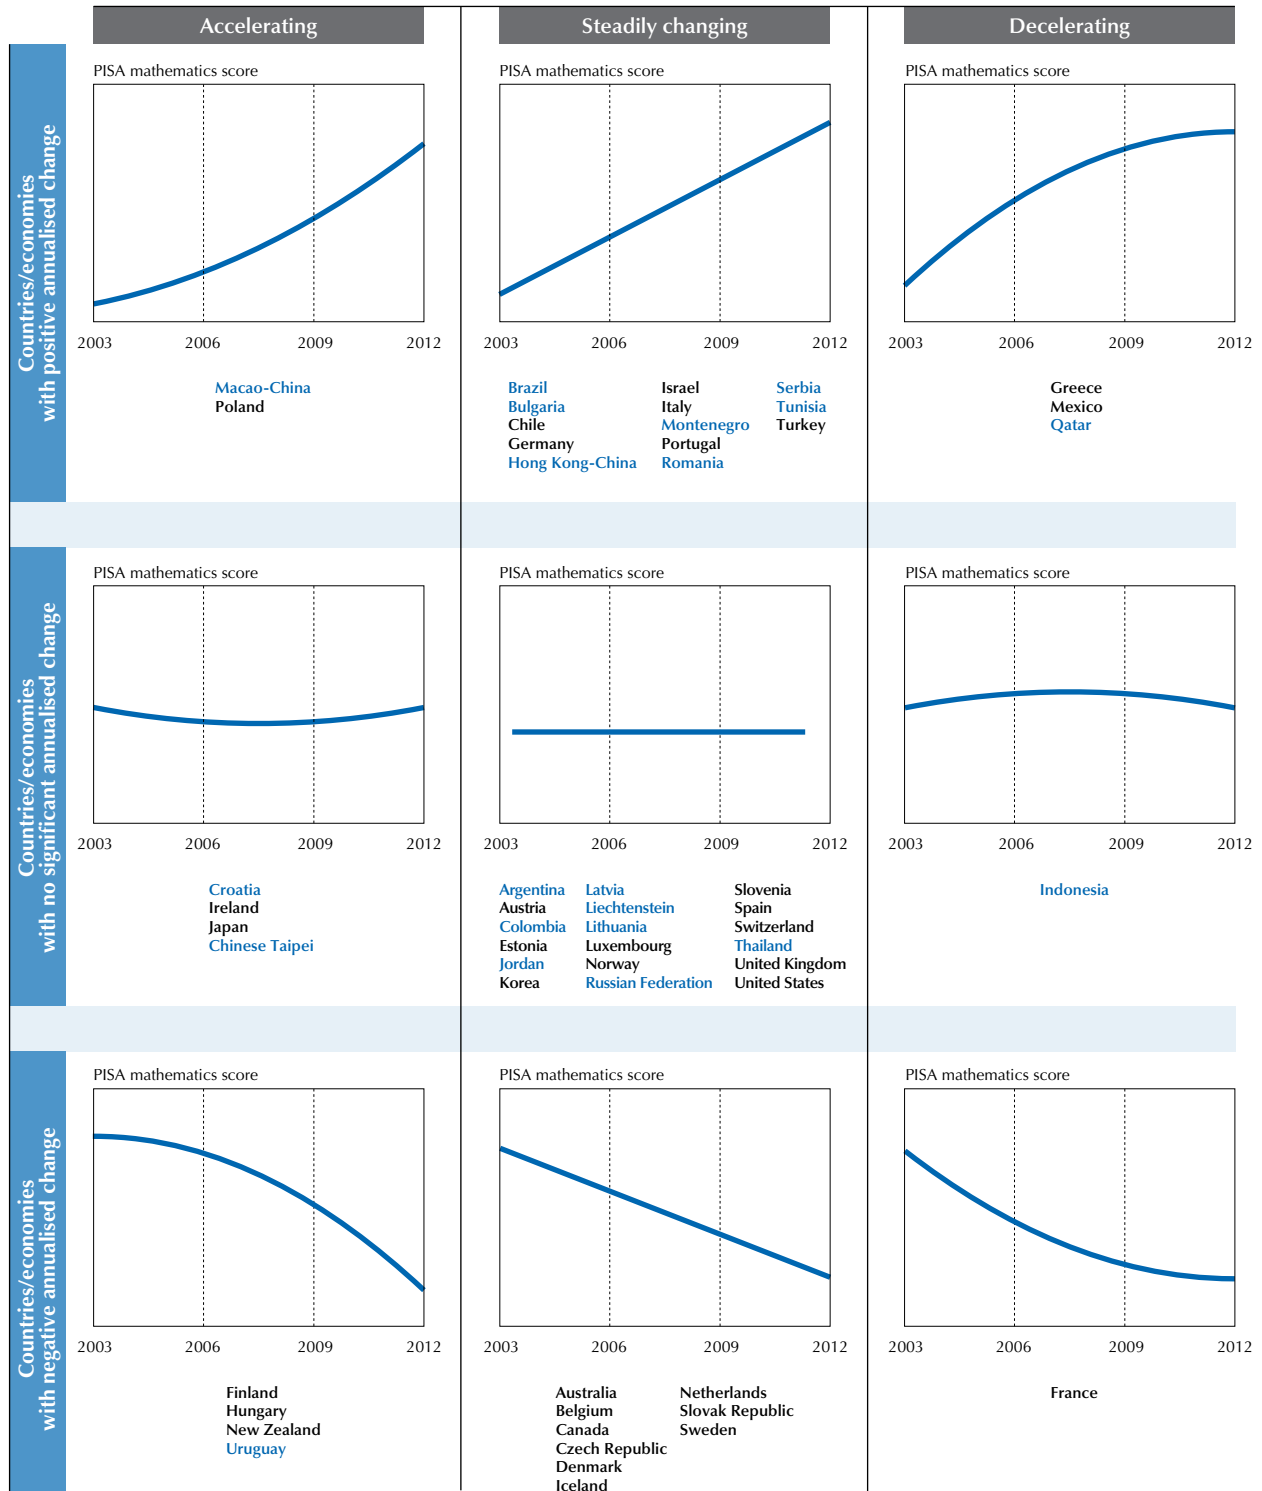 Accelerating
Steadily changing
Decelerating
Countries/economies
with positive annualised change
PISA mathematics score
2003 2006 2009 2012
Macao-China
Poland
PISA mathematics score
2003 2006 2009 2012
Brazil
Bulgaria
Chile
Germany
Hong Kong-China
Israel
Italy
Montenegro
Portugal
Romania
Serbia
Tunisia
Turkey
PISA mathematics score
2003 2006 2009 2012
Greece
Mexico
Qatar
Countries/economies
with no significant annualised change
PISA mathematics score
2003 2006 2009 2012
Croatia
Ireland
Japan
Chinese Taipei
PISA mathematics score
2003 2006 2009 2012
Argentina
Austria
Colombia
Estonia
Jordan
Korea
Latvia
Liechtenstein
Lithuania
Luxembourg
Norway
Russian Federation
Slovenia
Spain
Switzerland
Thailand
United Kingdom
United States
PISA mathematics score
2003 2006 2009 2012
Indonesia
Countries/economies
with negative annualised change
PISA mathematics score
2003 2006 2009 2012
Finland
Hungary
New Zealand
Uruguay
PISA mathematics score
2003 2006 2009 2012
Australia
Belgium
Canada
Czech Republic
Denmark
Iceland
Netherlands
Slovak Republic
Sweden
PISA mathematics score
2003 2006 2009 2012
France